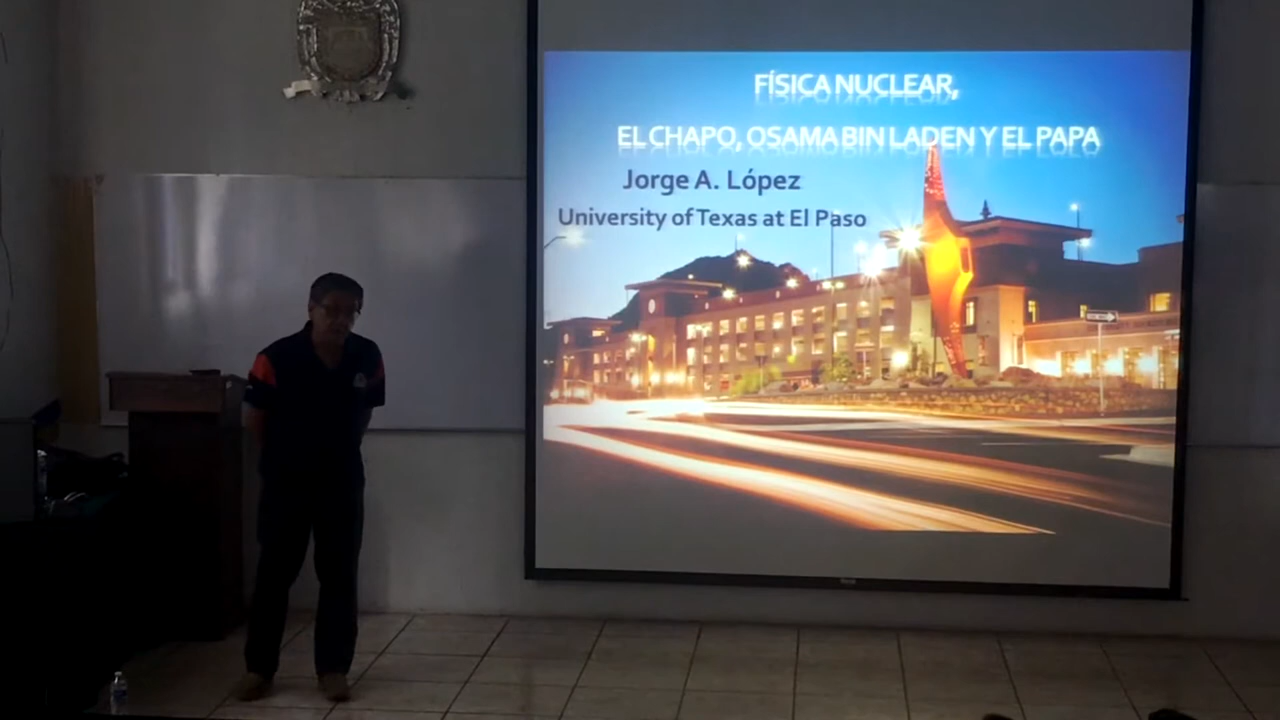 FÍSICA NUCLEAR,
EL CHAPO, OSAMA BIN LADEN Y EL PAPA
Jorge A. López
University of Texas at El Paso